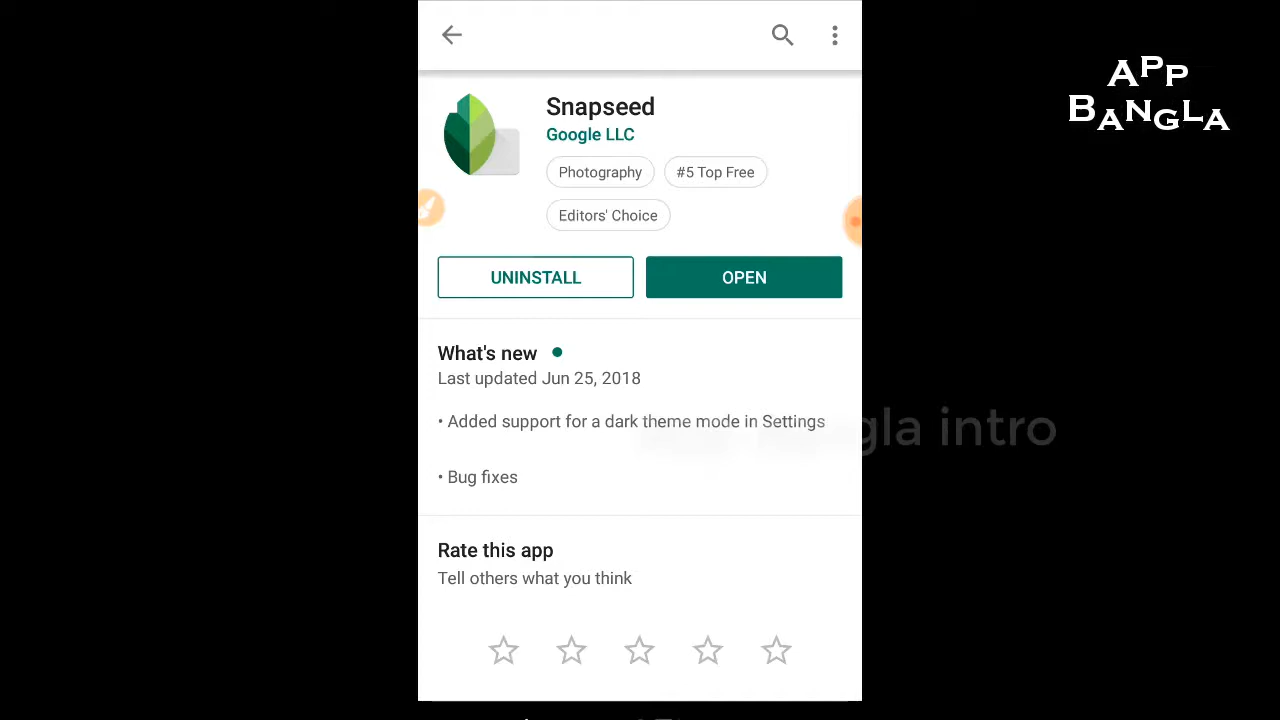 APP
BANGLA
Snapseed
Google LLC
Photography
#5 Top Free
Editors' Choice
UNINSTALL
OPEN
What's new
Last updated Jun 25, 2018
• Added support for a dark theme mode in Settings
intro
• Bug fixes
Rate this app
Tell others what you think